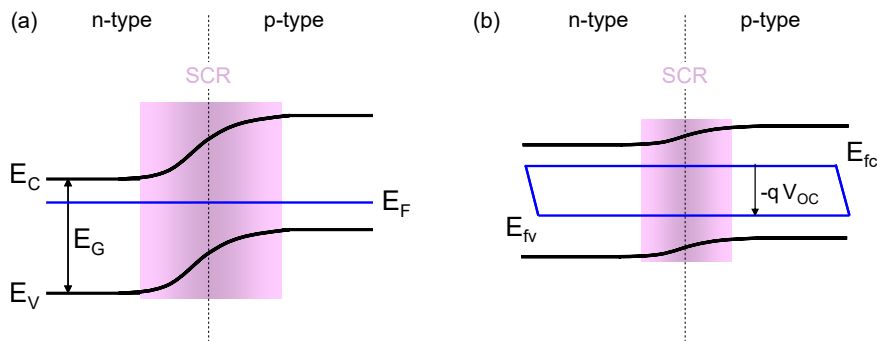 (a)
n-type
p-type
SCR
E_C
E_F
E_G
E_V
(b)
n-type
p-type
SCR
E_fc
-q V_OC
E_fv